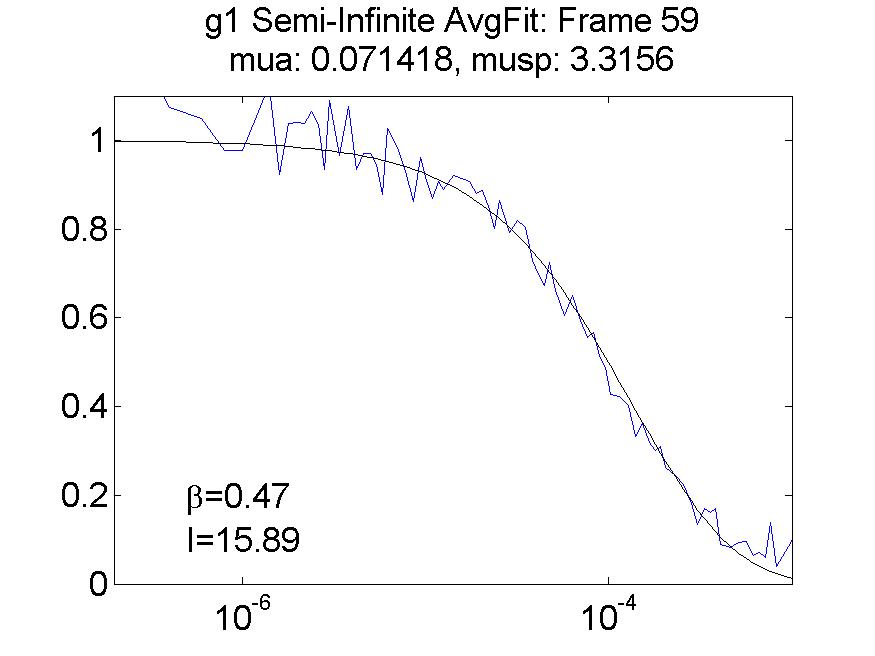 g1 Semi-Infinite AvgFit: Frame 59
mua: 0.071418, musp: 3.3156
1
0.8
0.6
0.4
0.2
0
β=0.47
I=15.89
10^-6
10^-4